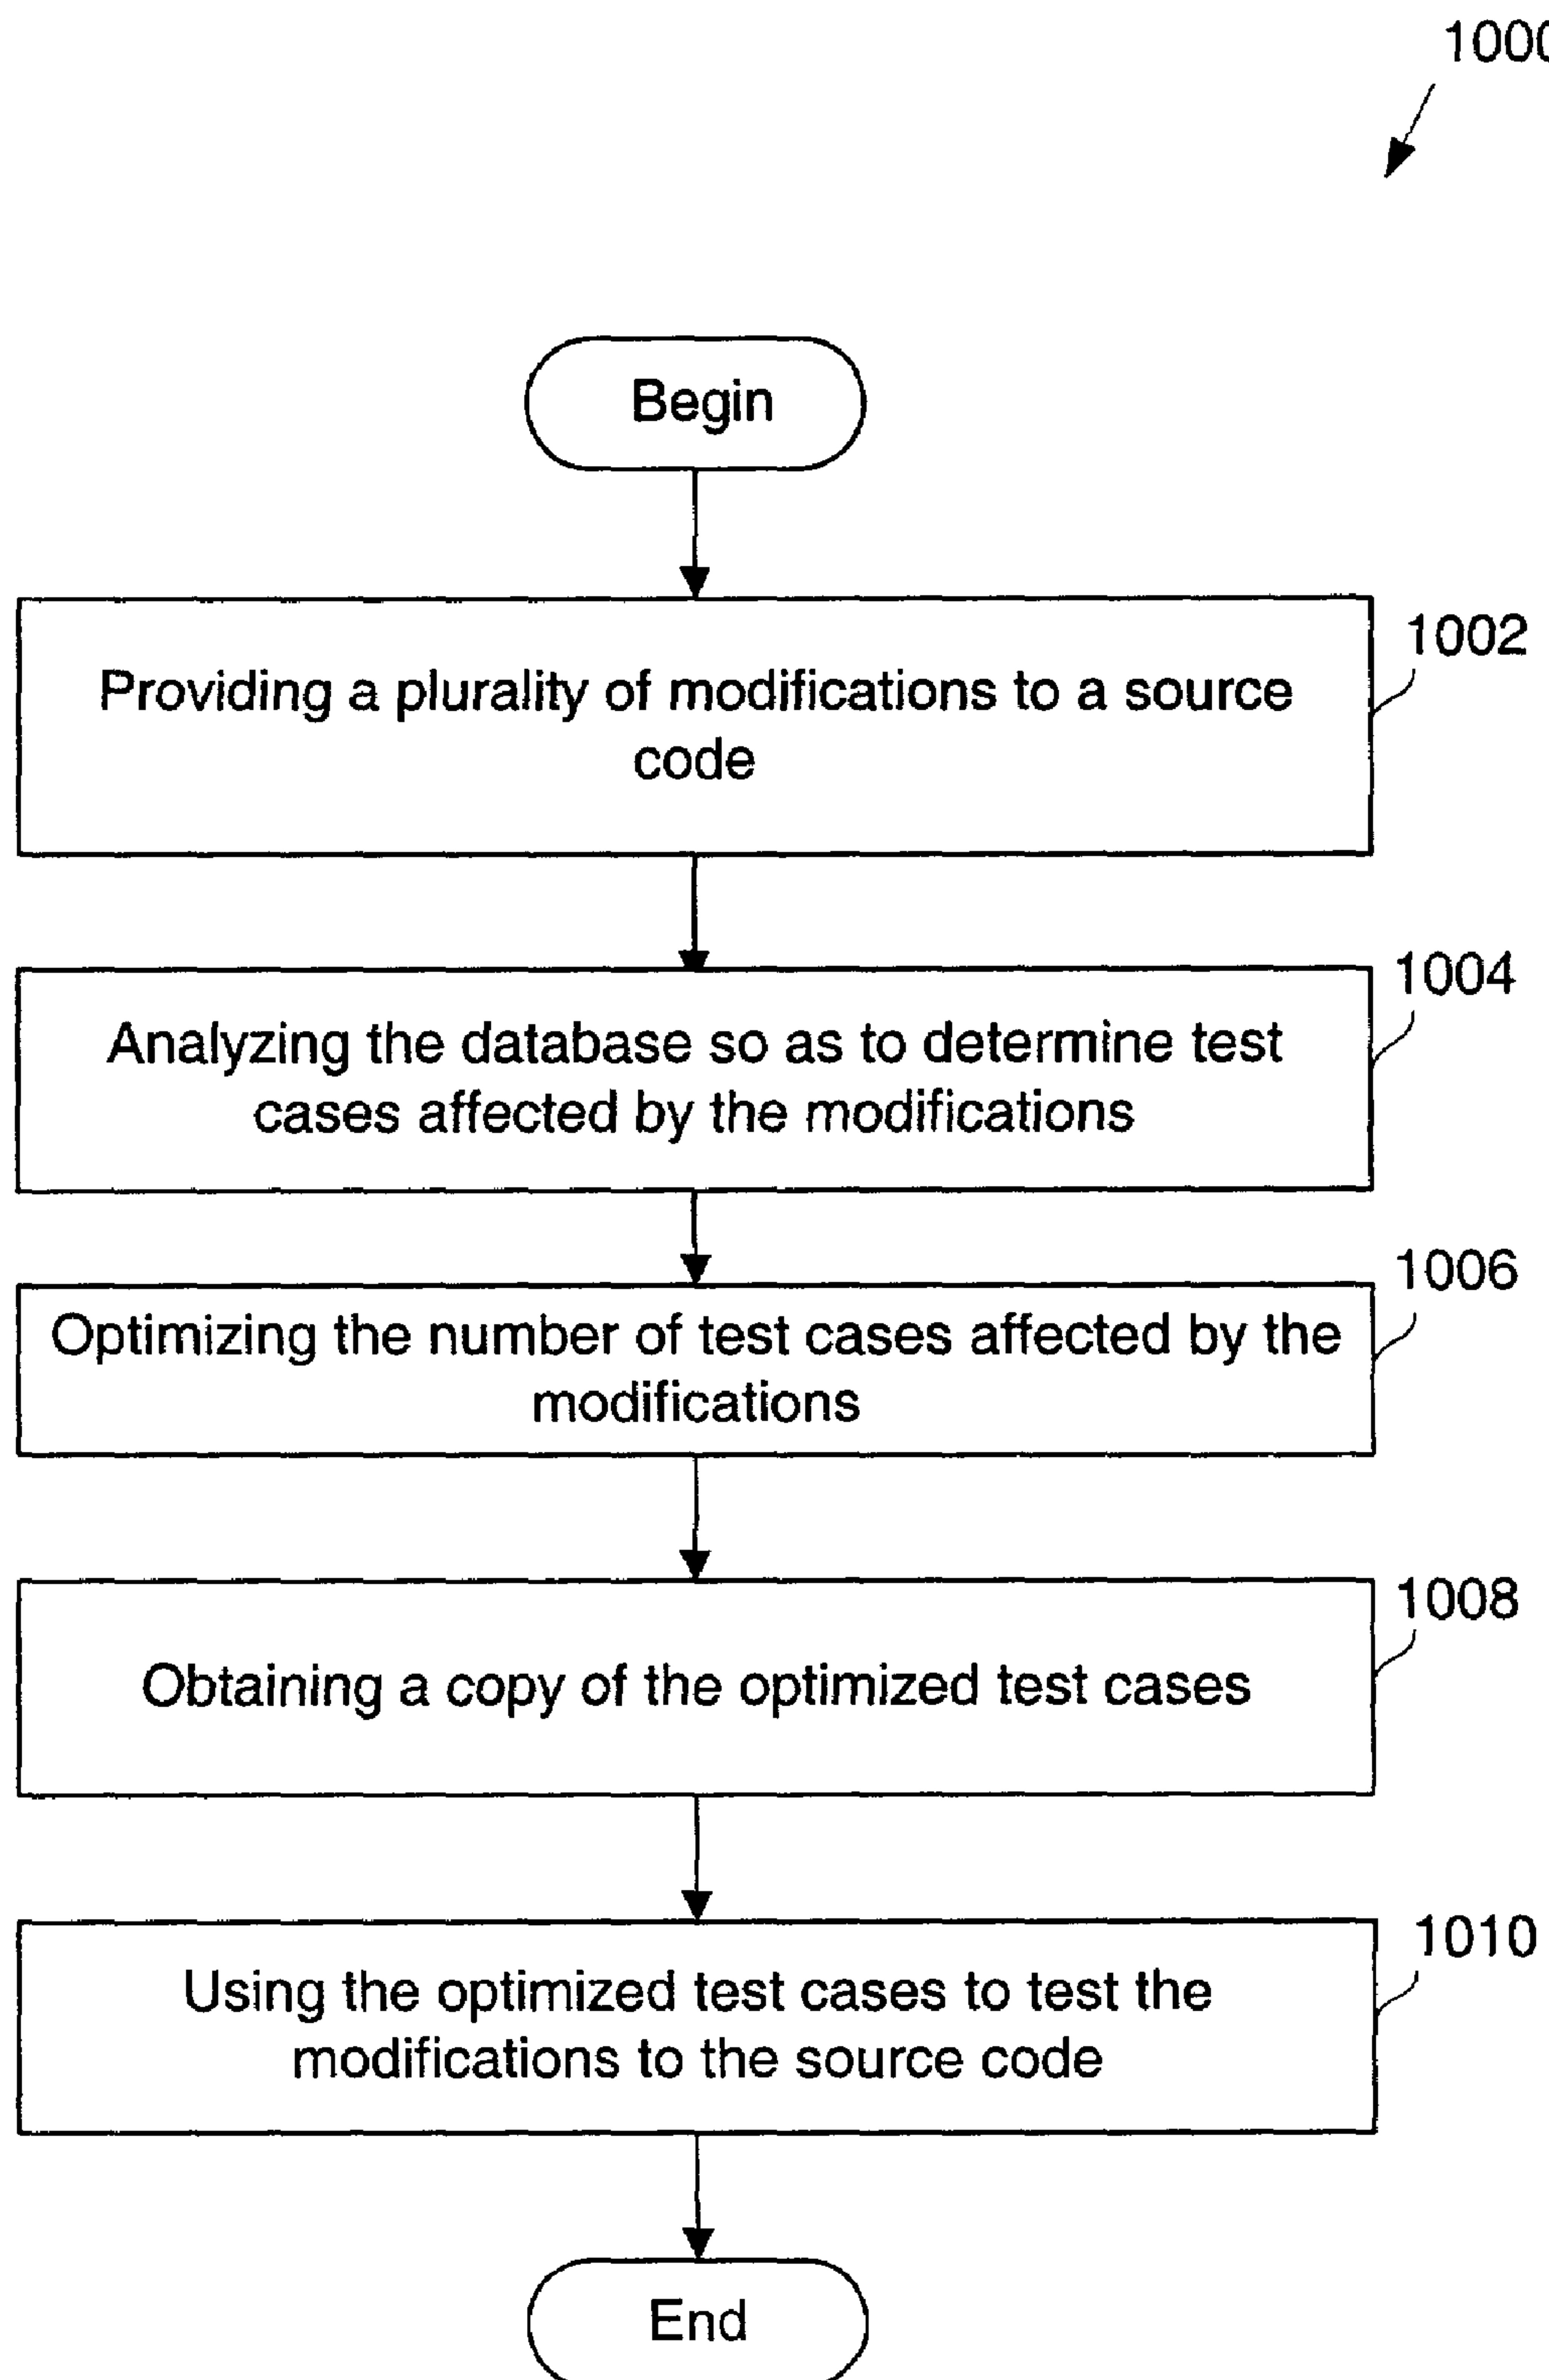 1000
Begin
Providing a plurality of modifications to a source
code
1002
Analyzing the database so as to determine test
cases affected by the modifications
1004
Optimizing the number of test cases affected by the
modifications
1006
Obtaining a copy of the optimized test cases
1008
Using the optimized test cases to test the
modifications to the source code
1010
End